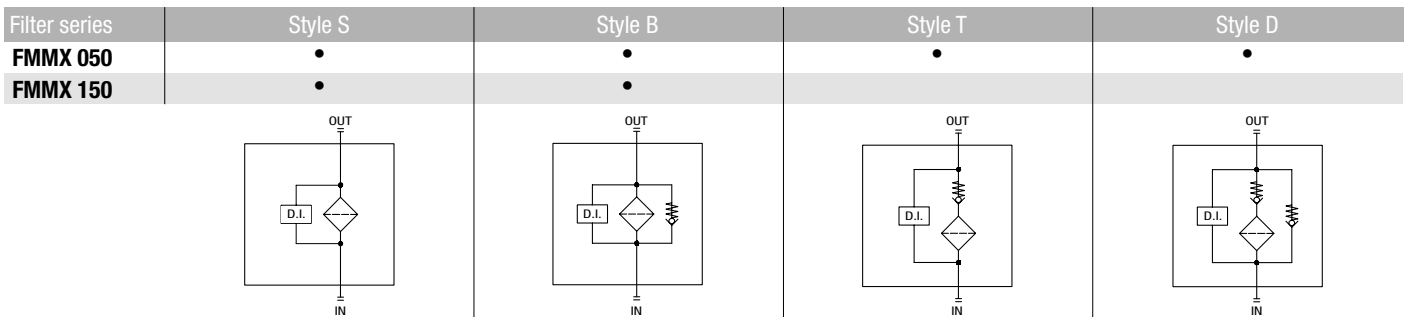 Filter series Style S Style B Style T Style D
FMMX 050 • • • •
FMMX 150 • •
OUT OUT OUT OUT
D.I. D.I. D.I. D.I.
IN IN IN IN